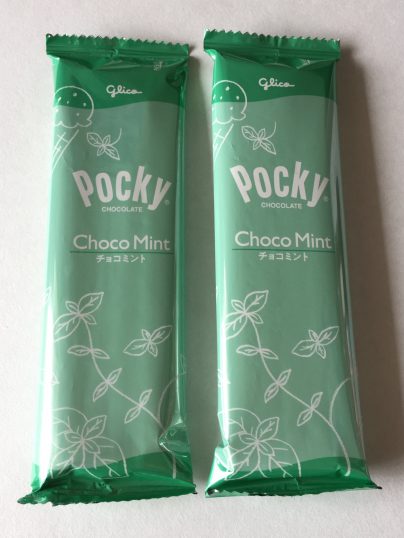 Glico
Pocky
CHOCOLATE
Choco Mint
チョコミント
Glico
Pocky
CHOCOLATE
Choco Mint
チョコミント